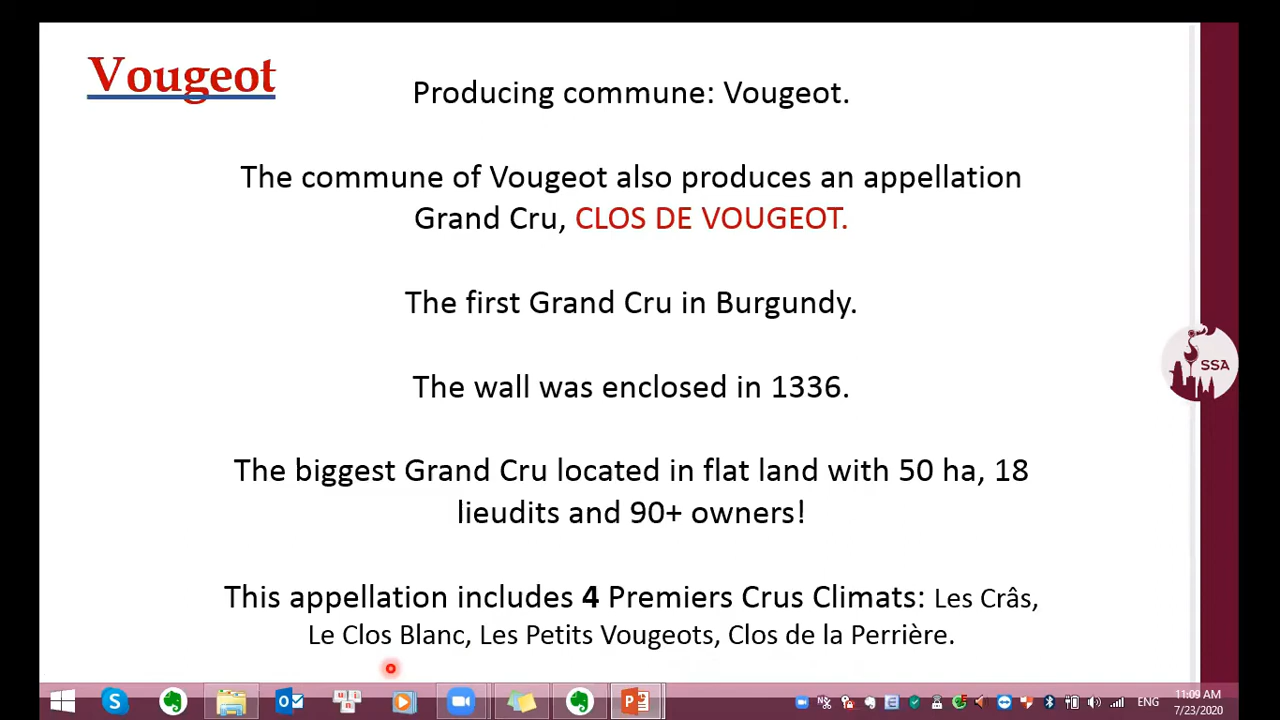 Vougeot
Producing commune: Vougeot.
The commune of Vougeot also produces an appellation
Grand Cru, CLOS DE VOUGEOT.
The first Grand Cru in Burgundy.
The wall was enclosed in 1336.
SSA
The biggest Grand Cru located in flat land with 50 ha, 18
lieudits and 90+ owners!
This appellation includes 4 Premiers Crus Climats: Les Crâs,
Le Clos Blanc, Les Petits Vougeots, Clos de la Perrière.
ENG
11:09 AM
7/23/2020